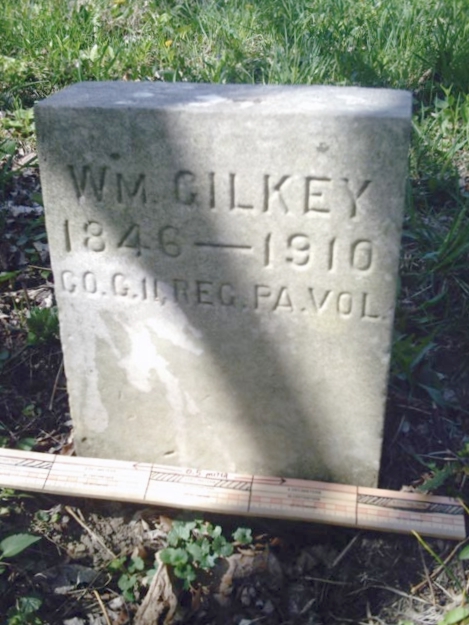 WM. GILKEY
1846—1910
CO. G. 11, REG. PA. VOL.